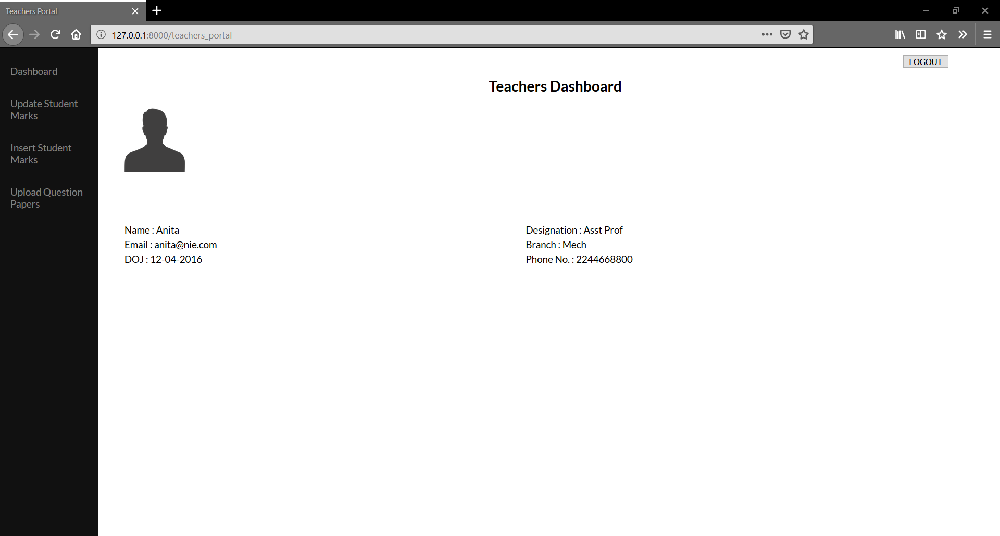 Teachers Portal
127.0.0.1:8000/teachers_portal
LOGOUT
Dashboard
Update Student
Marks
Insert Student
Marks
Upload Question
Papers
Teachers Dashboard
Name : Anita
Email : anita@nie.com
DOJ : 12-04-2016
Designation : Asst Prof
Branch : Mech
Phone No. : 2244668800